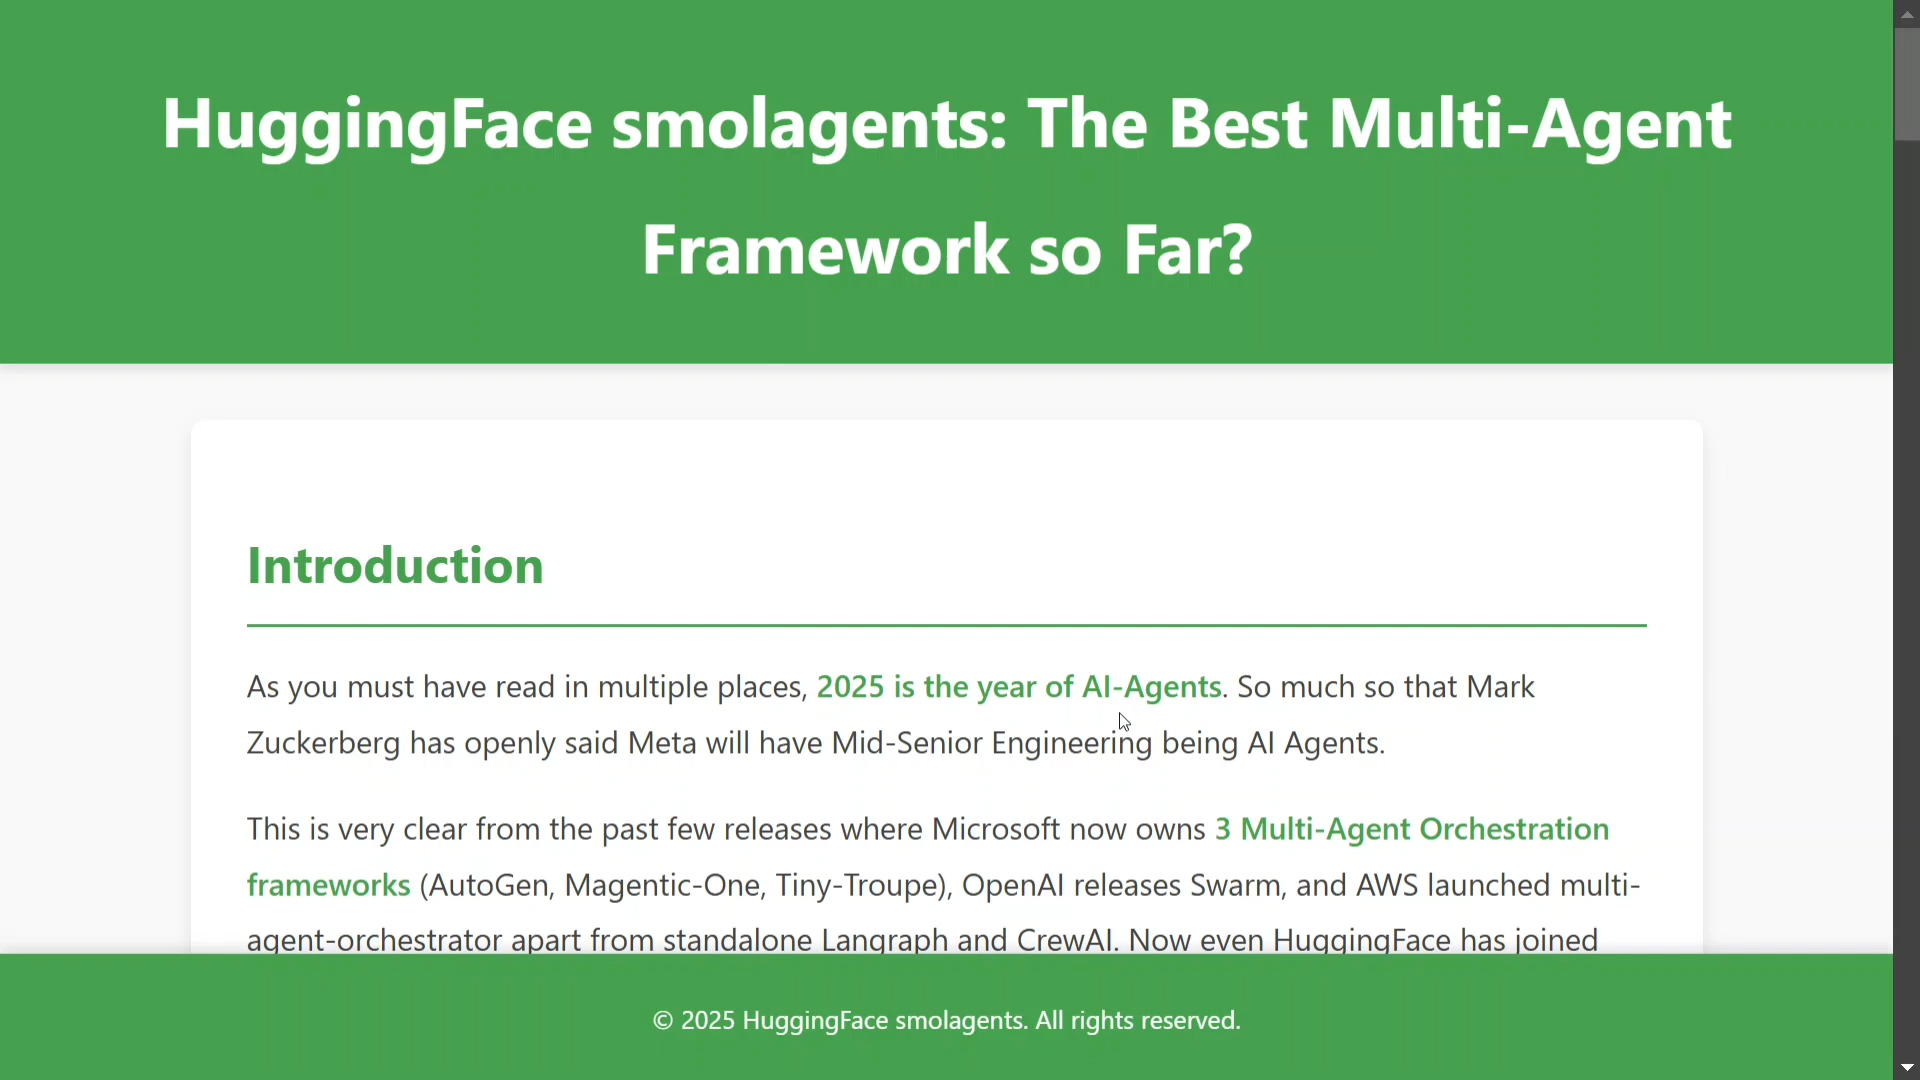 HuggingFace smolagents: The Best Multi-Agent
Framework so Far?
Introduction
As you must have read in multiple places, 2025 is the year of AI-Agents. So much so that Mark
Zuckerberg has openly said Meta will have Mid-Senior Engineering being AI Agents.
This is very clear from the past few releases where Microsoft now owns 3 Multi-Agent Orchestration
frameworks (AutoGen, Magentic-One, Tiny-Troupe), OpenAI releases Swarm, and AWS launched multi-
agent-orchestrator apart from standalone Langraph and CrewAI. Now even HuggingFace has joined
© 2025 HuggingFace smolagents. All rights reserved.